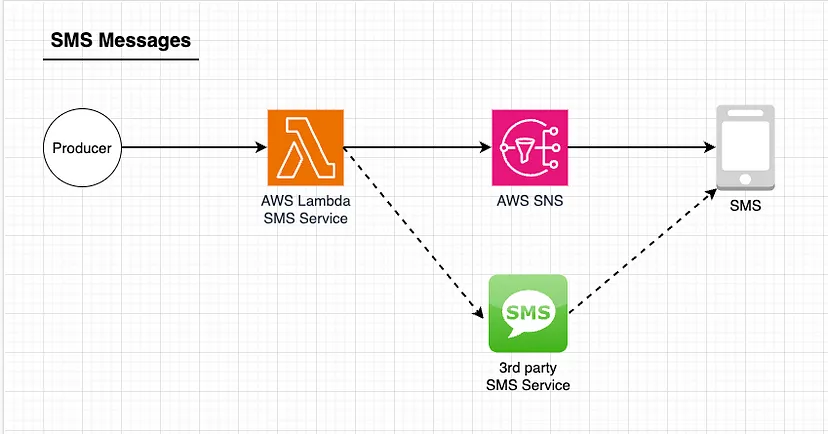 SMS Messages
Producer
AWS Lambda
SMS Service
AWS SNS
SMS
SMS
3rd party
SMS Service